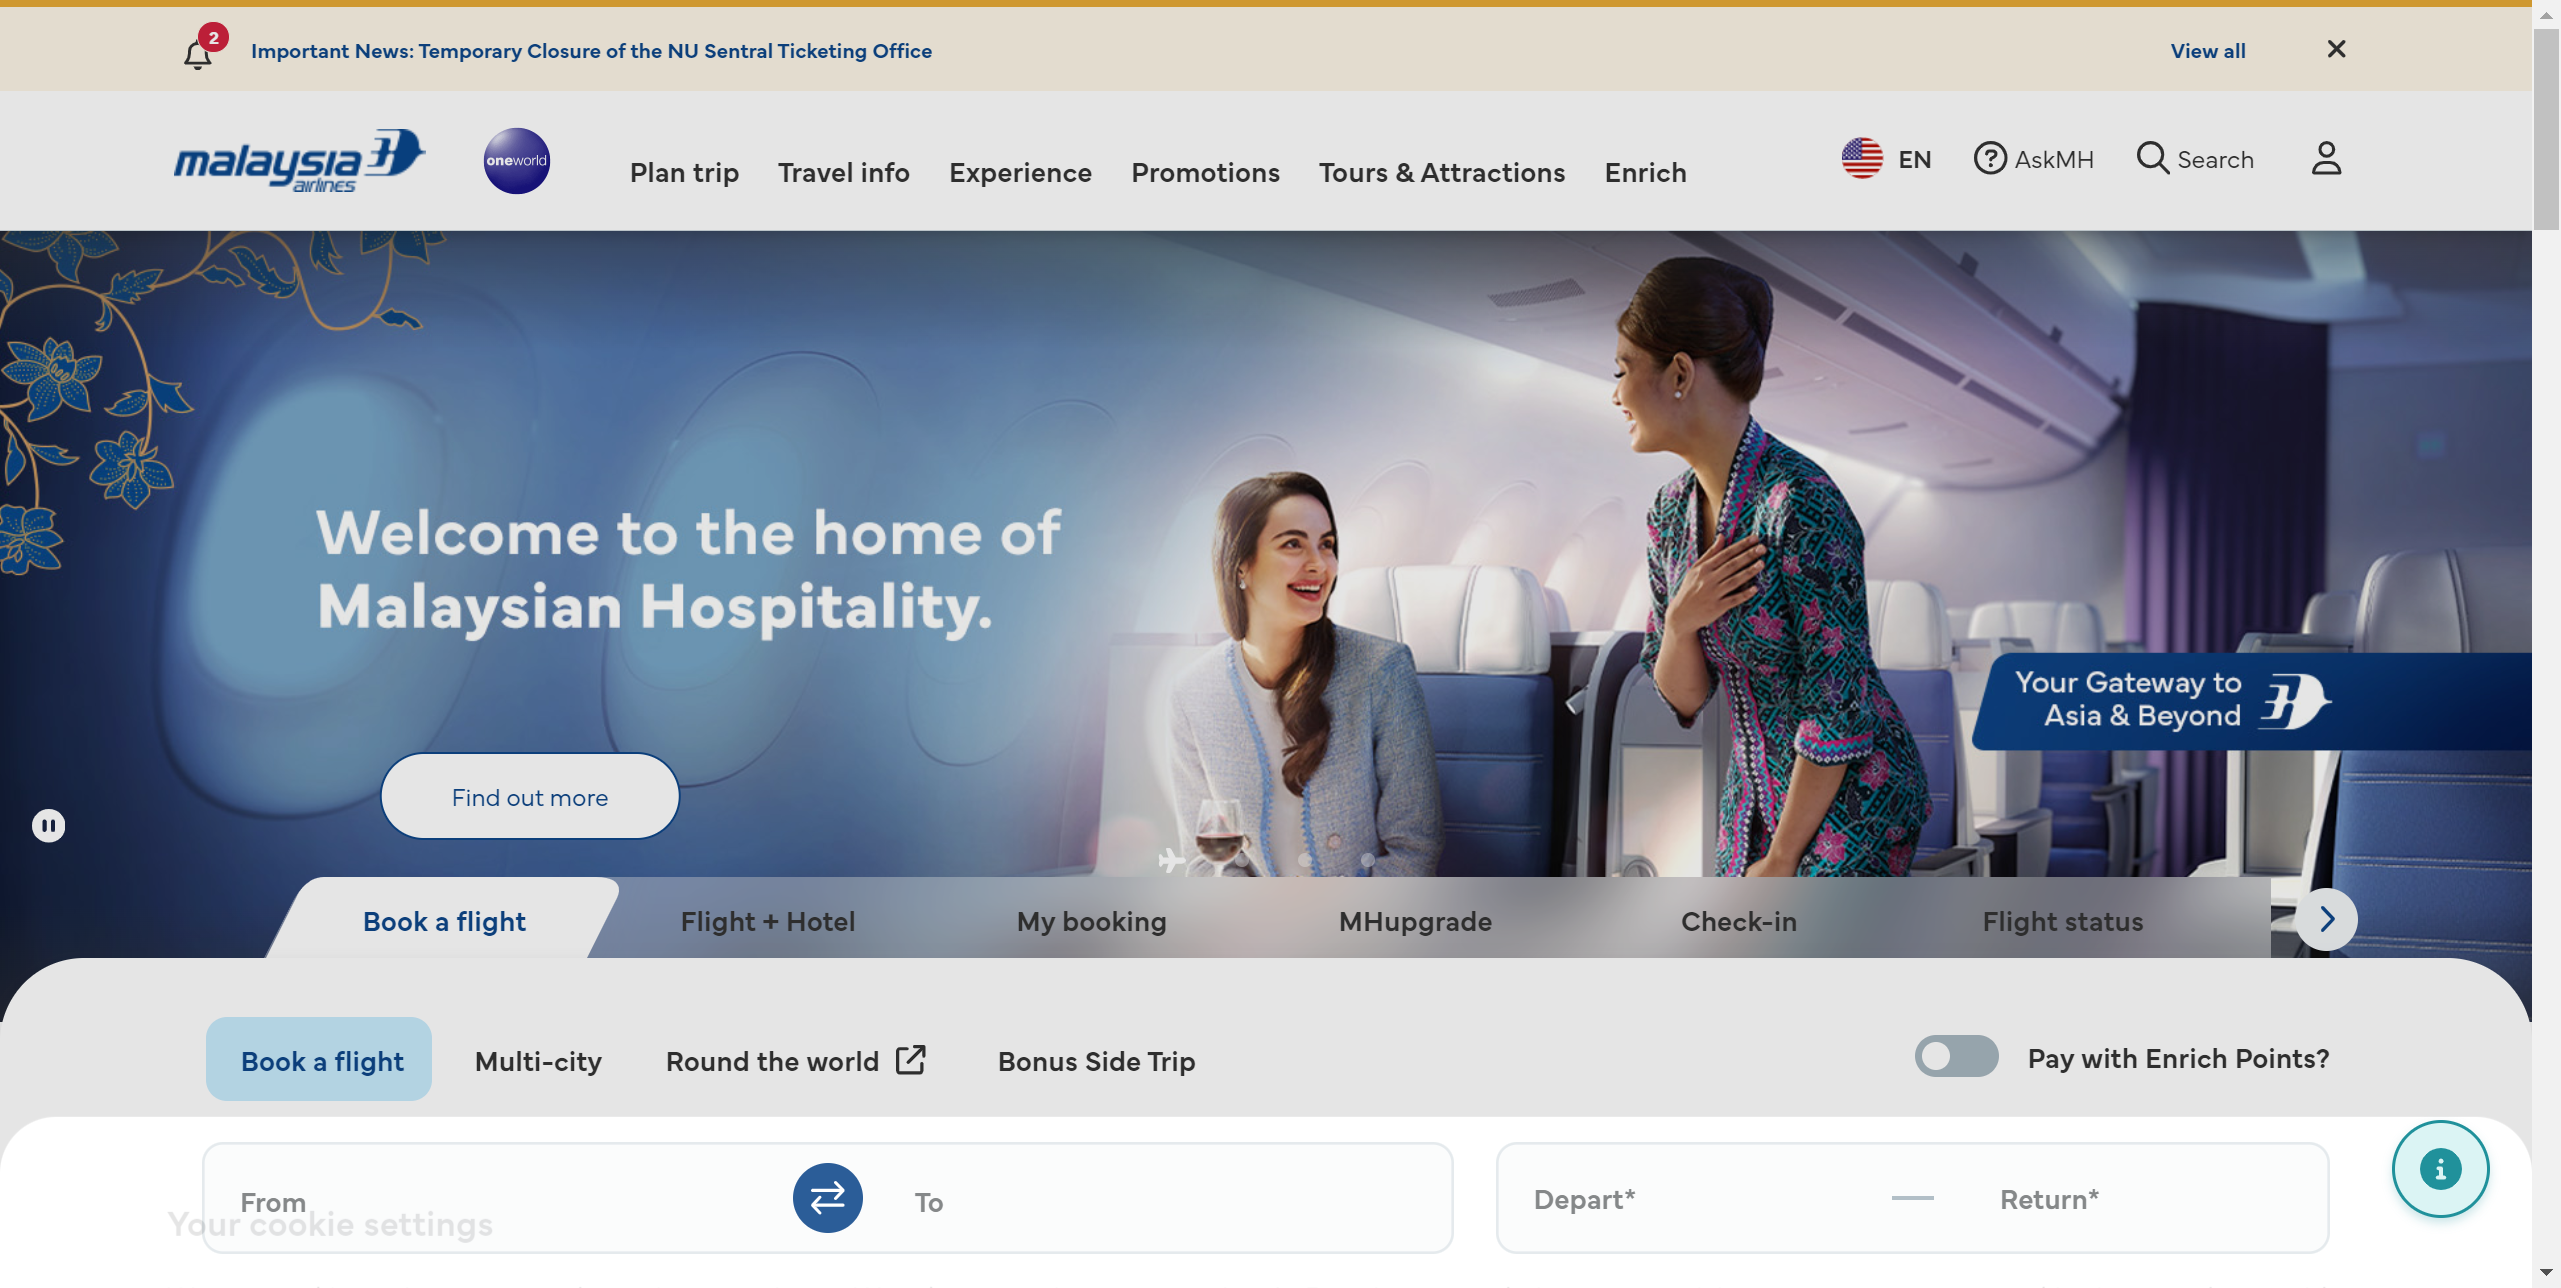 2
Important News: Temporary Closure of the NU Sentral Ticketing Office
View all
malaysia airlines
oneworld
Plan trip
Travel info
Experience
Promotions
Tours & Attractions
Enrich
EN
AskMH
Search
Welcome to the home of
Malaysian Hospitality.
Your Gateway to
Asia & Beyond
Find out more
Book a flight
Flight + Hotel
My booking
MHupgrade
Check-in
Flight status
Book a flight
Multi-city
Round the world
Bonus Side Trip
Pay with Enrich Points?
From
To
Depart*
Return*
Your cookie settings